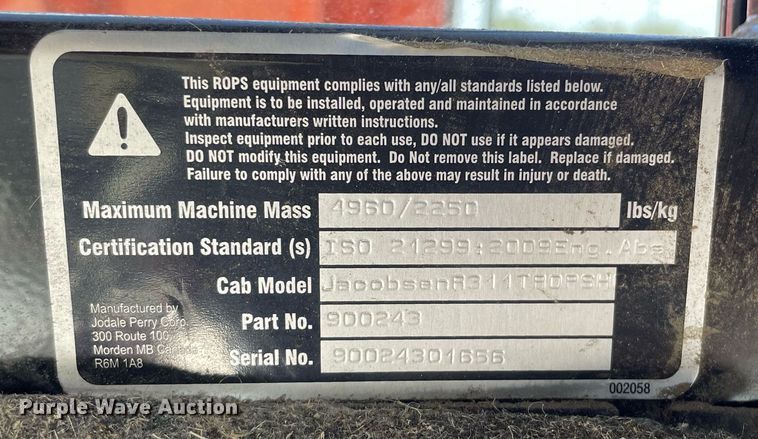 This ROPS equipment complies with any/all standards listed below.
Equipment is to be installed, operated and maintained in accordance
with manufacturers written instructions.
Inspect equipment prior to each use, DO NOT use if it appears damaged.
DO NOT modify this equipment. Do Not remove this label. Replace if damaged.
Failure to comply with any of the above may result in injury or death.
Maximum Machine Mass 4960/2250 lbs/kg
Certification Standard (s) ISO 21299:2009Eng.Abs
Cab Model
Manufactured by
Jodale Perry Corp.
300 Route 100,
Morden MB
R6M 1A8
Part No. 900243
Serial No. 90024301656
002058
Purple Wave Auction